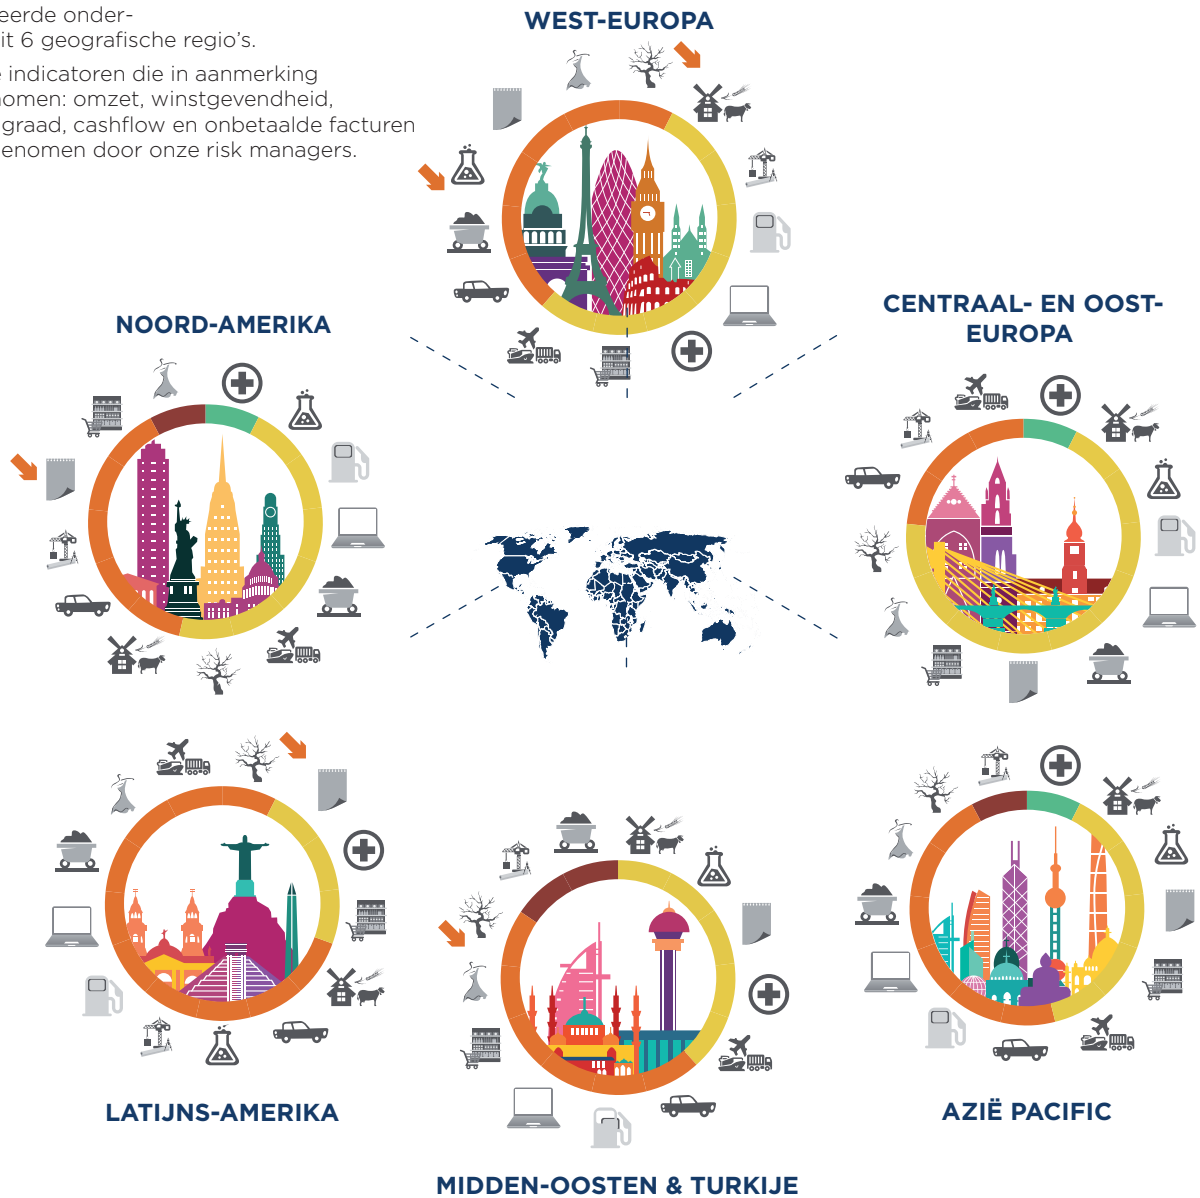 eerde onder-
it 6 geografische regio's.
e indicatoren die in aanmerking
nomen: omzet, winstgevendheid,
graad, cashflow en onbetaalde facturen
enomen door onze risk managers.
WEST-EUROPA
NOORD-AMERIKA
CENTRAAL- EN OOST-
EUROPA
LATIJNS-AMERIKA
AZIË PACIFIC
MIDDEN-OOSTEN & TURKIJE